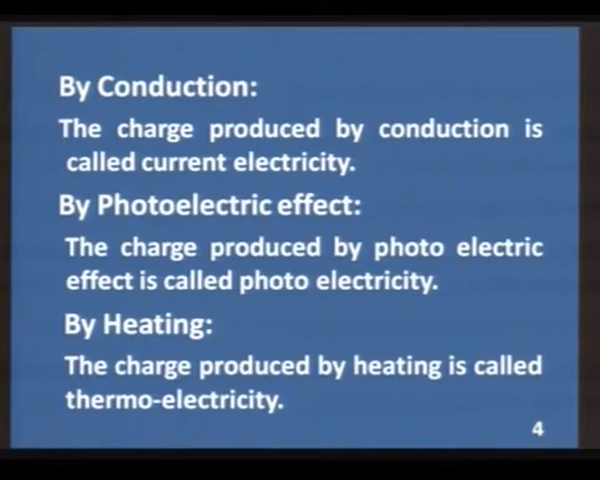 By Conduction:
The charge produced by conduction is
called current electricity.
By Photoelectric effect:
The charge produced by photo electric
effect is called photo electricity.
By Heating:
The charge produced by heating is called
thermo-electricity.
4